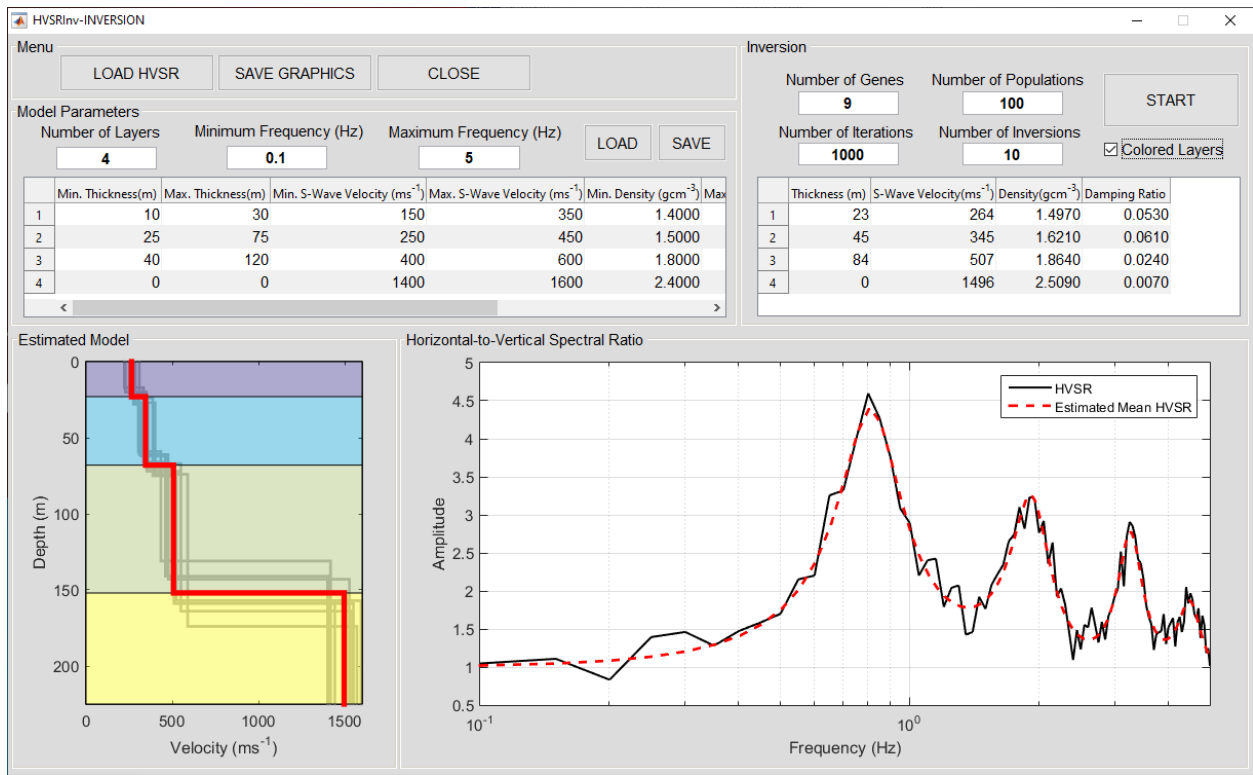 HVSRInv-INVERSION
Menu
LOAD HVSR SAVE GRAPHICS CLOSE
Model Parameters
Number of Layers Minimum Frequency (Hz) Maximum Frequency (Hz) LOAD SAVE
4 0.1 5
Min. Thickness(m) Max. Thickness(m) Min. S-Wave Velocity (ms-1) Max. S-Wave Velocity (ms-1) Min. Density (gcm-3) Max
1 10 30 150 350 1.4000
2 25 75 250 450 1.5000
3 40 120 400 600 1.8000
4 0 0 1400 1600 2.4000
Inversion
Number of Genes Number of Populations
9 100
START
Number of Iterations Number of Inversions
1000 10
Colored Layers
Thickness (m) S-Wave Velocity(ms-1) Density(gcm-3) Damping Ratio
1 23 264 1.4970 0.0530
2 45 345 1.6210 0.0610
3 84 507 1.8640 0.0240
4 0 1496 2.5090 0.0070
Estimated Model
0
50
100
150
200
Depth (m)
0 500 1000 1500
Velocity (ms-1)
Horizontal-to-Vertical Spectral Ratio
5
4.5
4
3.5
3
2.5
2
1.5
1
0.5
Amplitude
HVSR
Estimated Mean HVSR
10-1 100
Frequency (Hz)